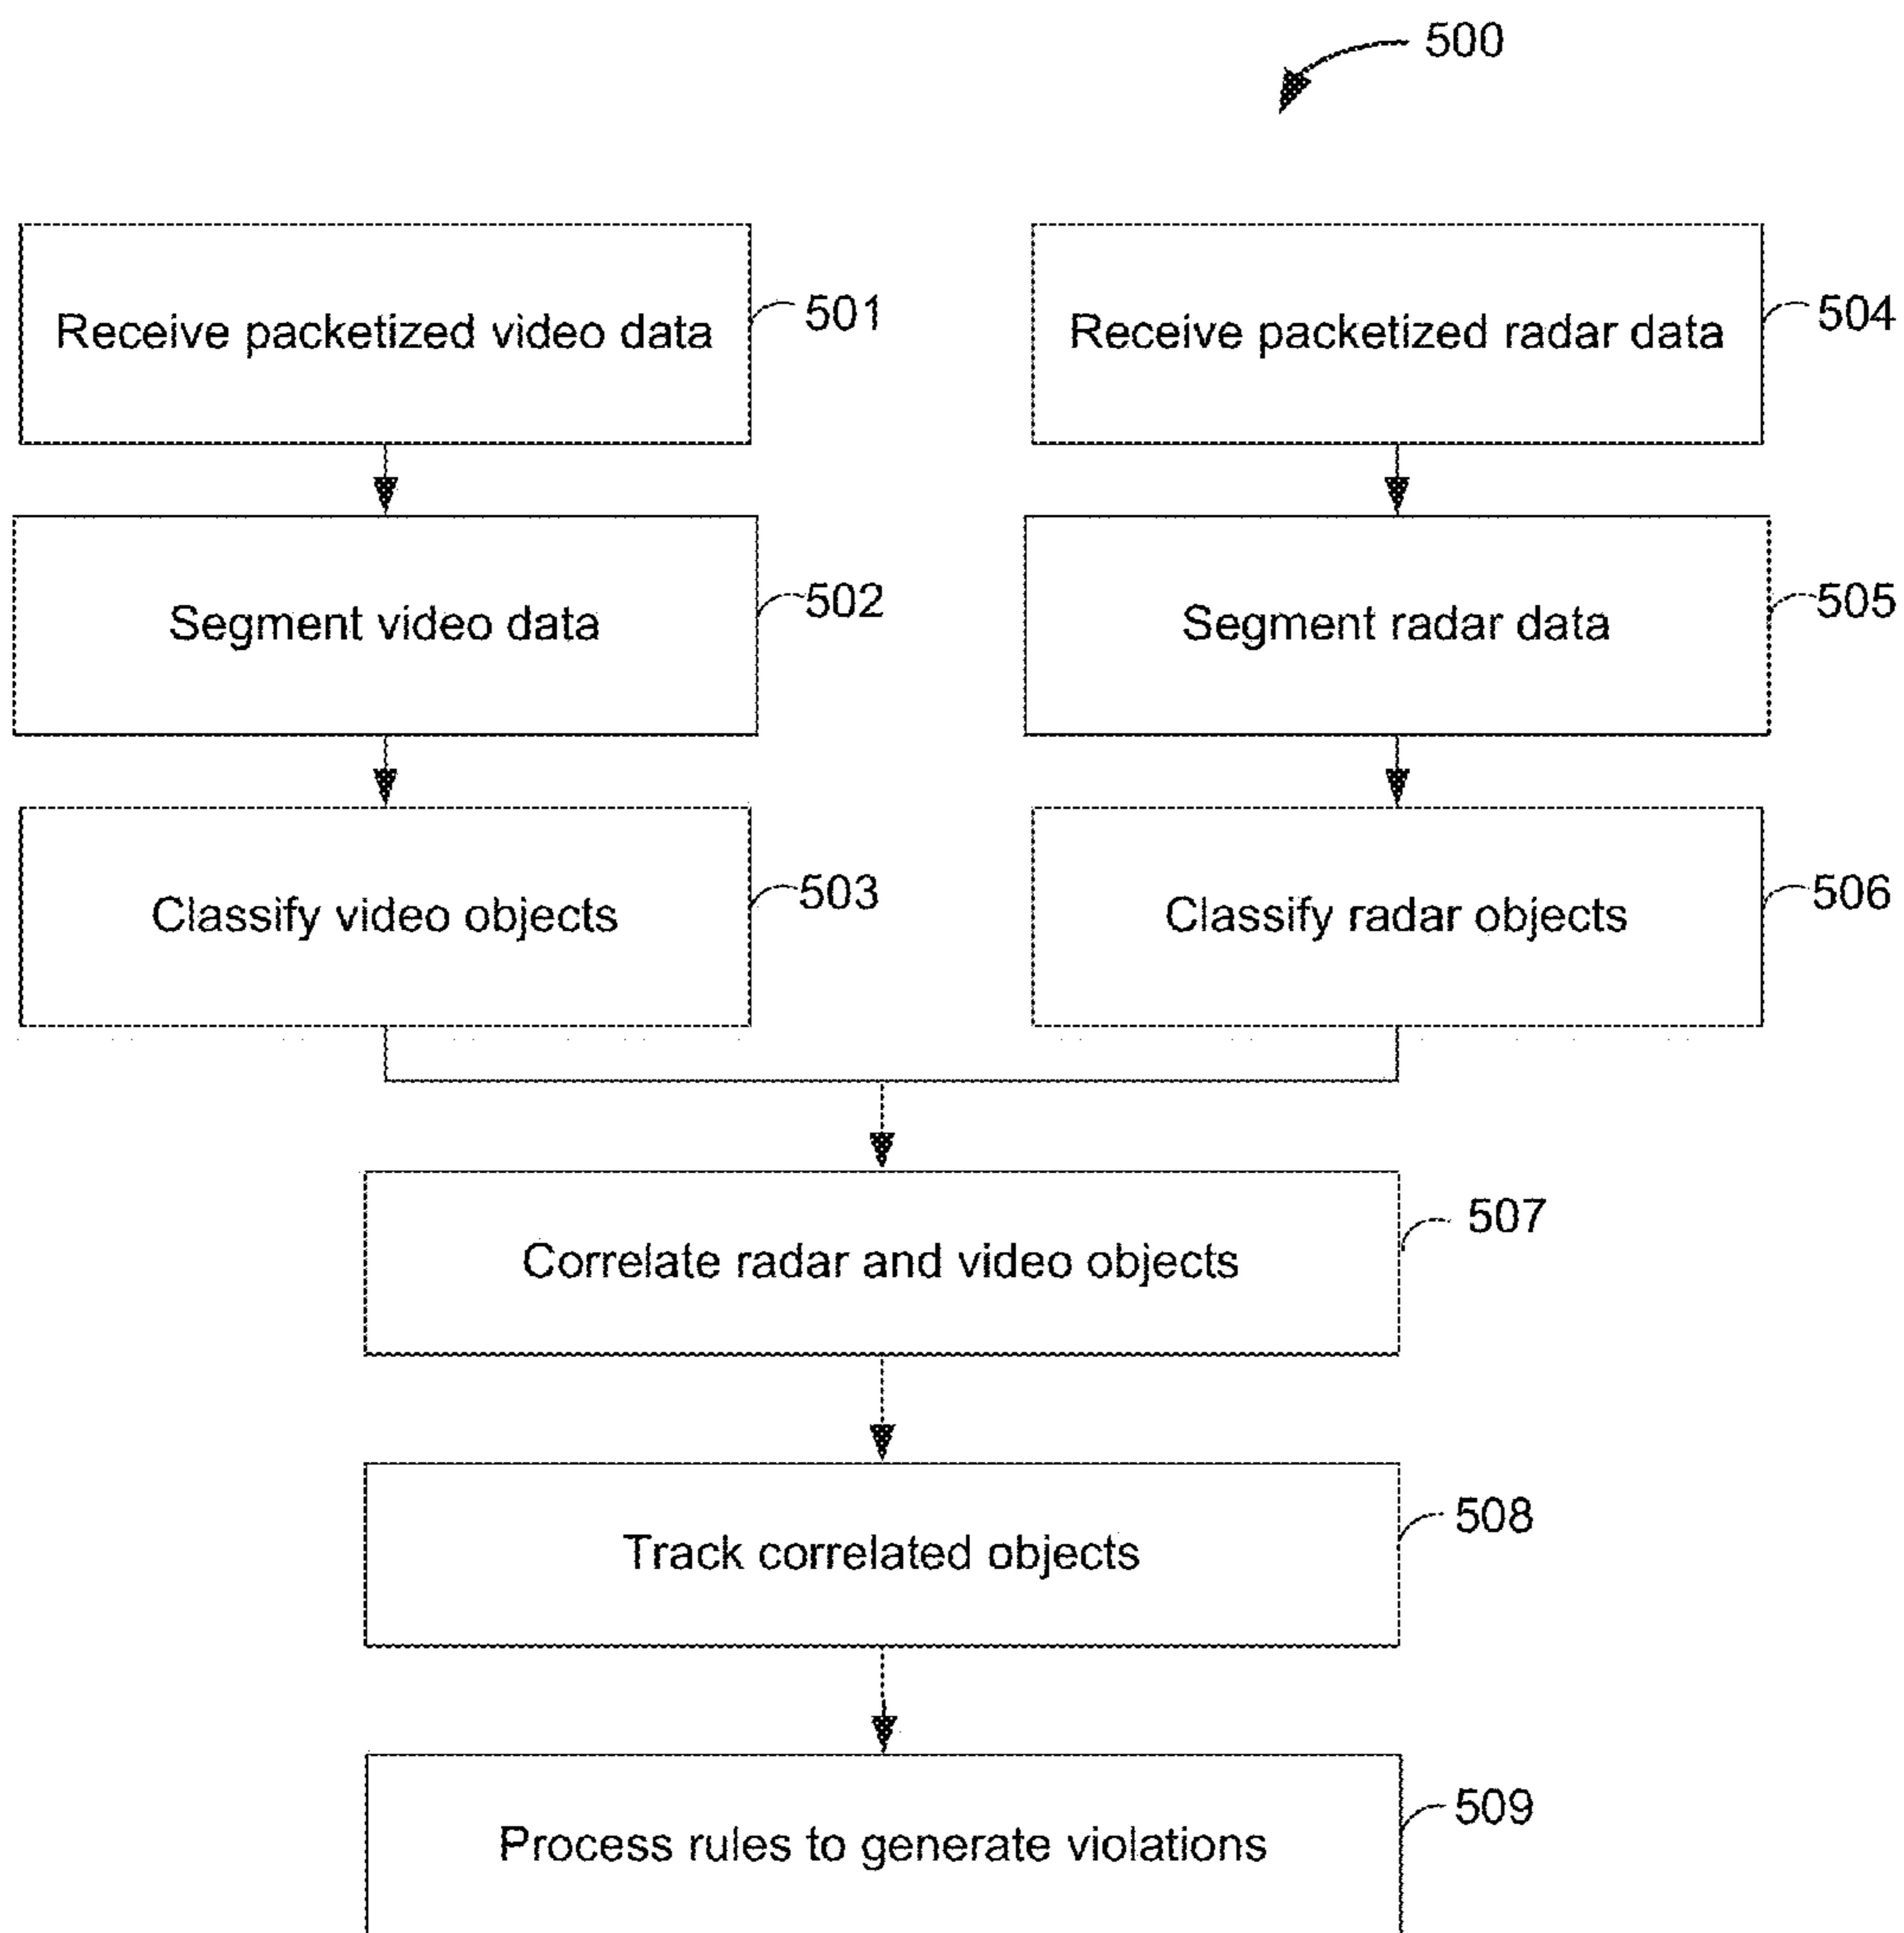 500
Receive packetized video data
501
Receive packetized radar data
504
Segment video data
502
Segment radar data
505
Classify video objects
503
Classify radar objects
506
Correlate radar and video objects
507
Track correlated objects
508
Process rules to generate violations
509